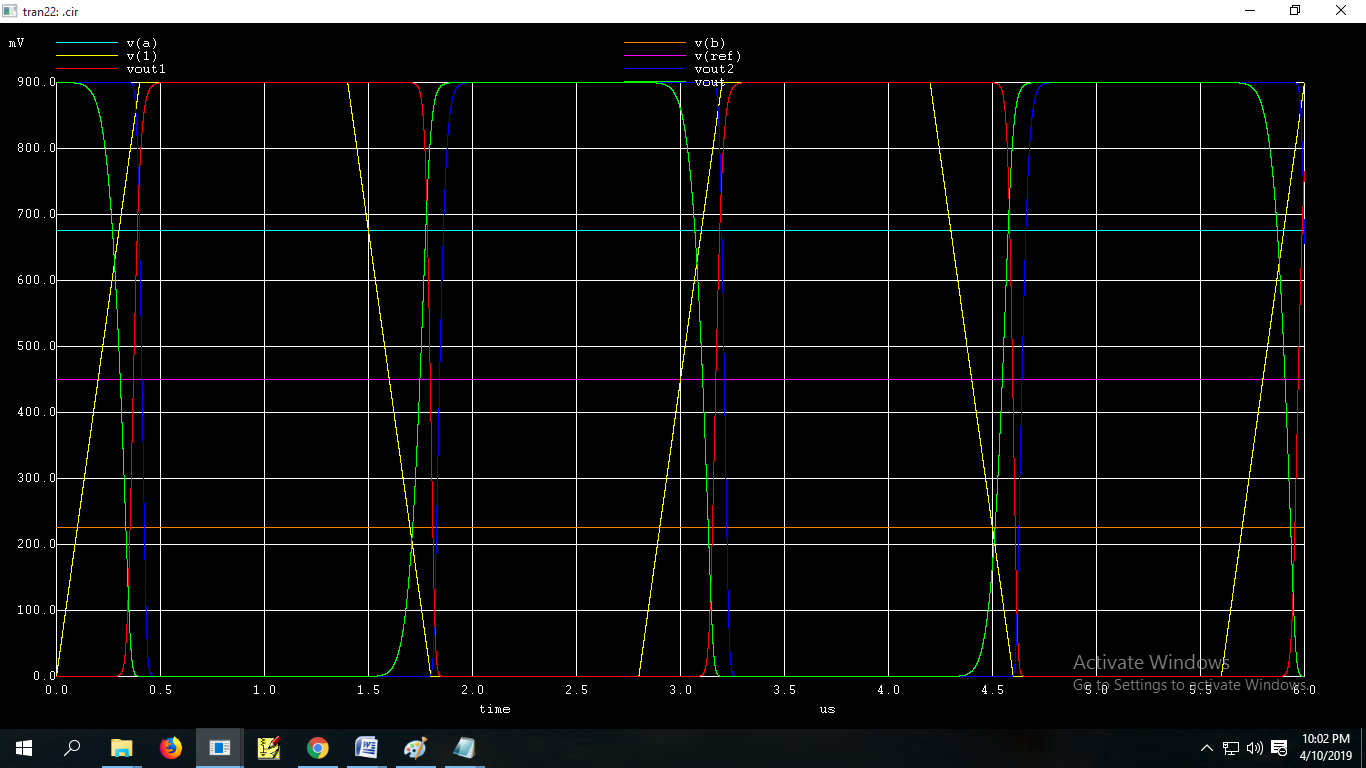 tran22: .cir
mV
v(a) v(b)
v(1) v(ref)
vout1 vout2
vout
900.0
800.0
700.0
600.0
500.0
400.0
300.0
200.0
100.0
0.0
0.0 0.5 1.0 1.5 2.0 2.5 3.0 3.5 4.0 4.5 5.0 5.5 6.0
time us
Activate Windows
Go to Settings to activate Windows.
10:02 PM
4/10/2019